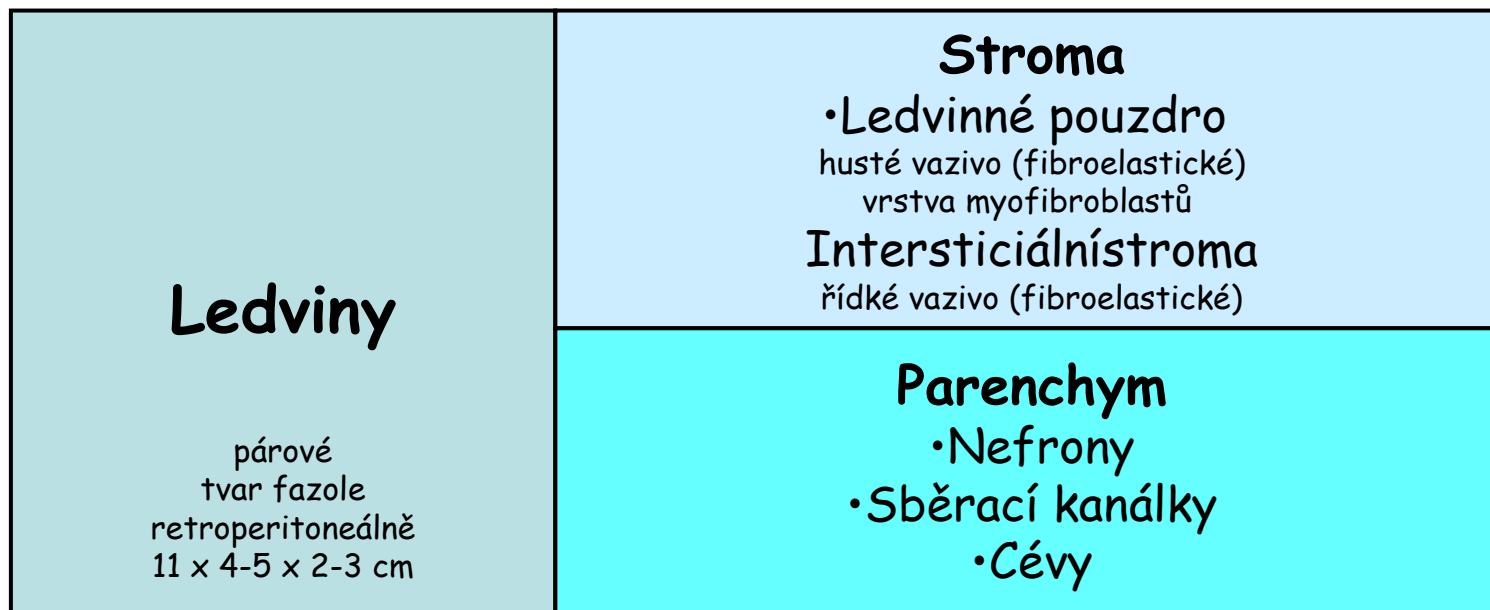 Ledviny
párové
tvar fazole
retroperitoneálně
11 x 4-5 x 2-3 cm
Stroma
•Ledvinné pouzdro
husté vazivo (fibroelastické)
vrstva myofibroblastů
Intersticiálnístroma
řídké vazivo (fibroelastické)
Parenchym
•Nefrony
•Sběrací kanálky
•Cévy